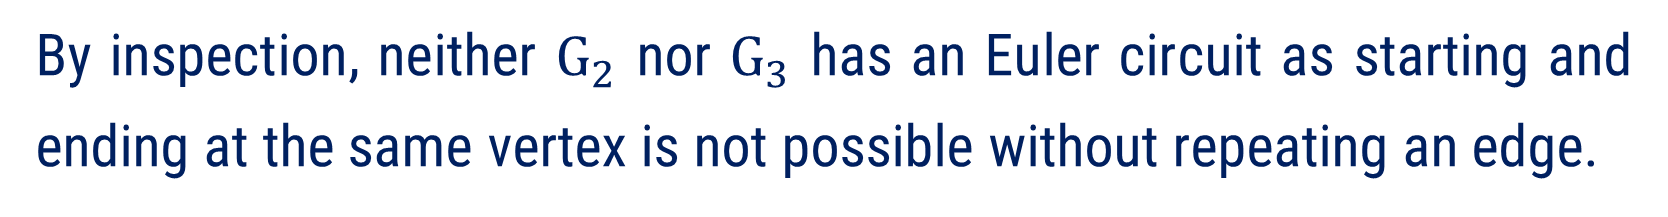 By inspection, neither G₂ nor G₃ has an Euler circuit as starting and
ending at the same vertex is not possible without repeating an edge.